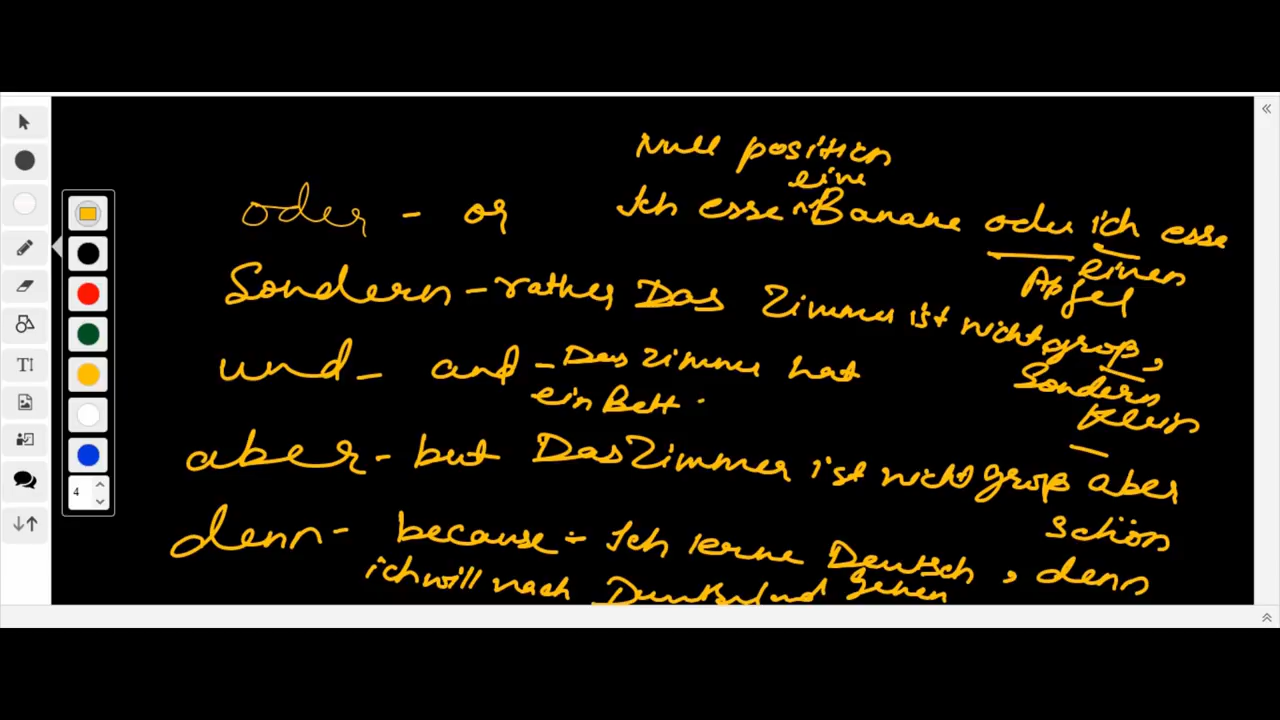 Null position
oder - or Ich esse eine Banane oder ich esse
einen
Apfel
Sondern - rather Das Zimmer ist nicht groß,
Sondern
klein
und - and - Das Zimmer hat
ein Bett.
aber - but Das Zimmer ist nicht groß aber
schön
denn - because :- Ich lerne Deutsch, denn
ich will nach Deutschland gehen
TI
4